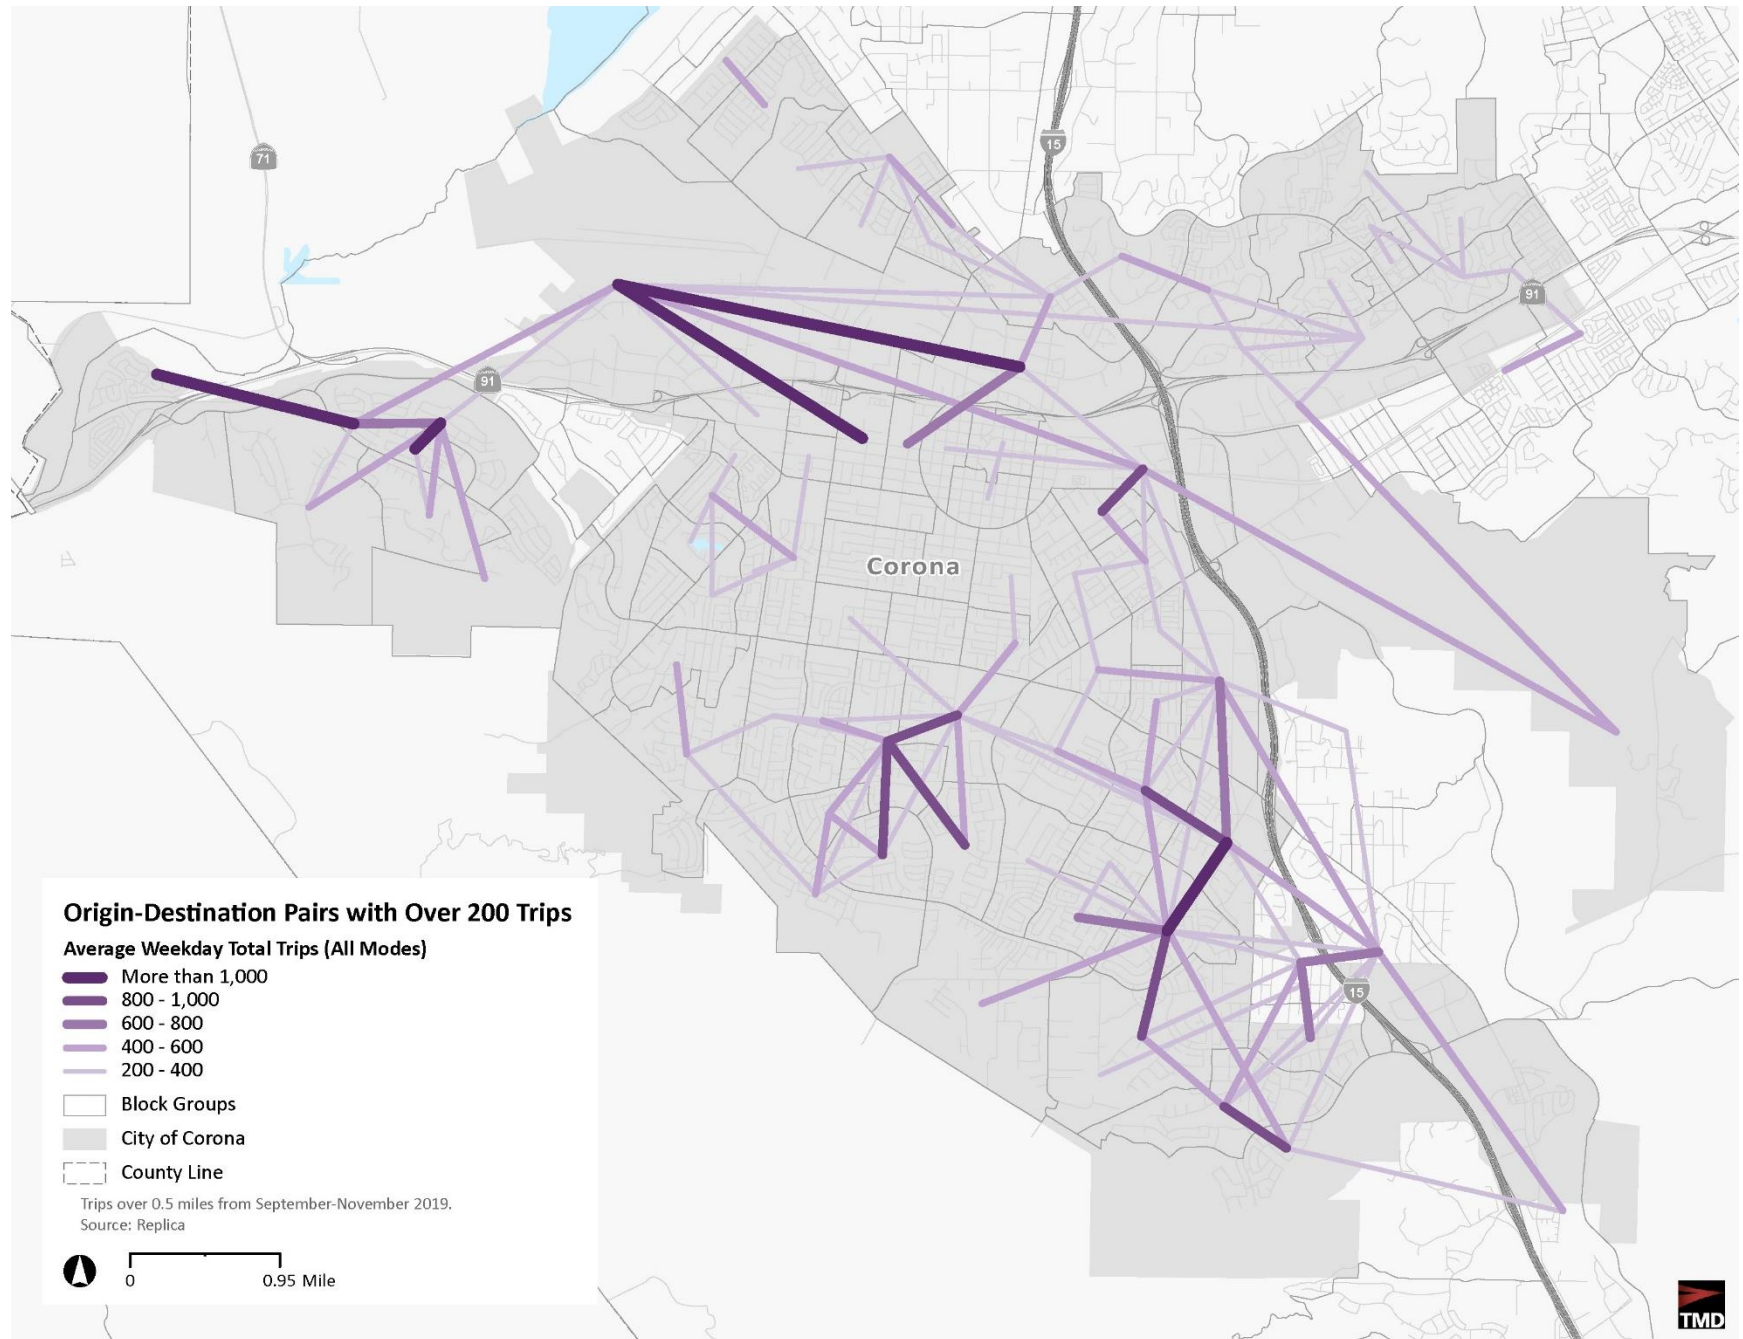 71
15
91
91
Corona
15
Origin-Destination Pairs with Over 200 Trips
Average Weekday Total Trips (All Modes)
More than 1,000
800 - 1,000
600 - 800
400 - 600
200 - 400
Block Groups
City of Corona
County Line
Trips over 0.5 miles from September-November 2019.
Source: Replica
0 0.95 Mile
TMD